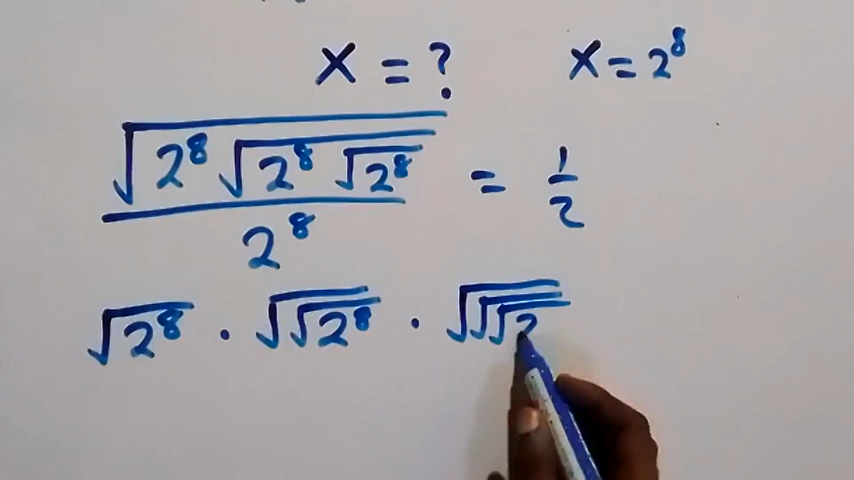 x = ? x = 2⁸
√(2⁸ √(2⁸ √(2⁸))) / 2⁸ = 1/2
√(2⁸) · √(√(2⁸)) · √(√(√(2